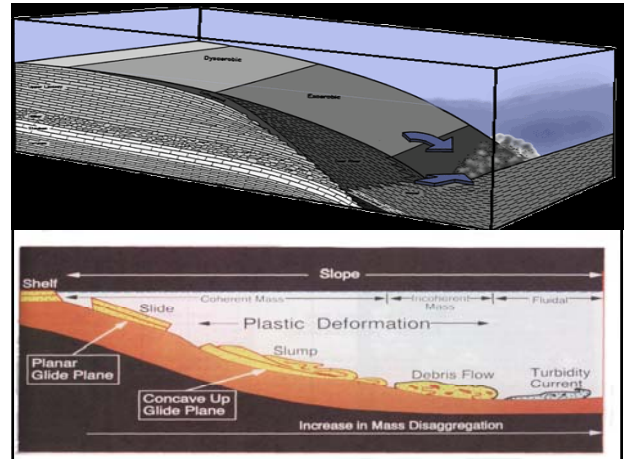 Dysaerobic
Exaerobic
Slope
Shelf
Coherent Mass
Incoherent Mass
Fluidal
Slide
Plastic Deformation
Planar
Glide Plane
Slump
Concave Up
Glide Plane
Debris Flow
Turbidity
Current
Increase in Mass Disaggregation